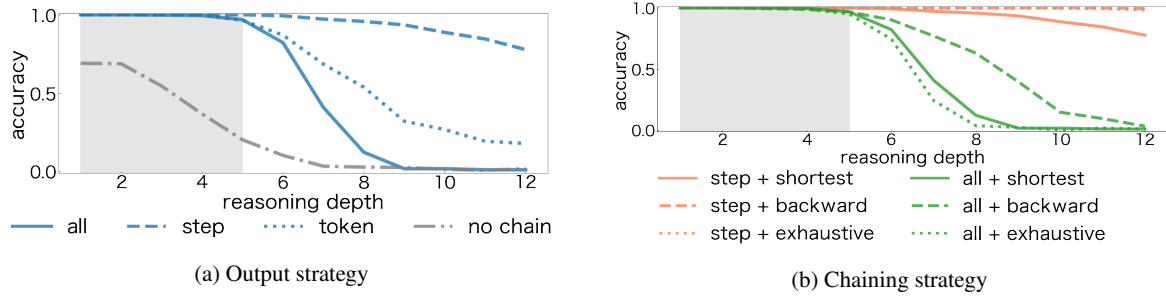 1.0
0.5
0.0
accuracy
2 4 6 8 10 12
reasoning depth
all step token no chain
(a) Output strategy
1.0
0.5
0.0
accuracy
2 4 6 8 10 12
reasoning depth
step + shortest all + shortest
step + backward all + backward
step + exhaustive all + exhaustive
(b) Chaining strategy